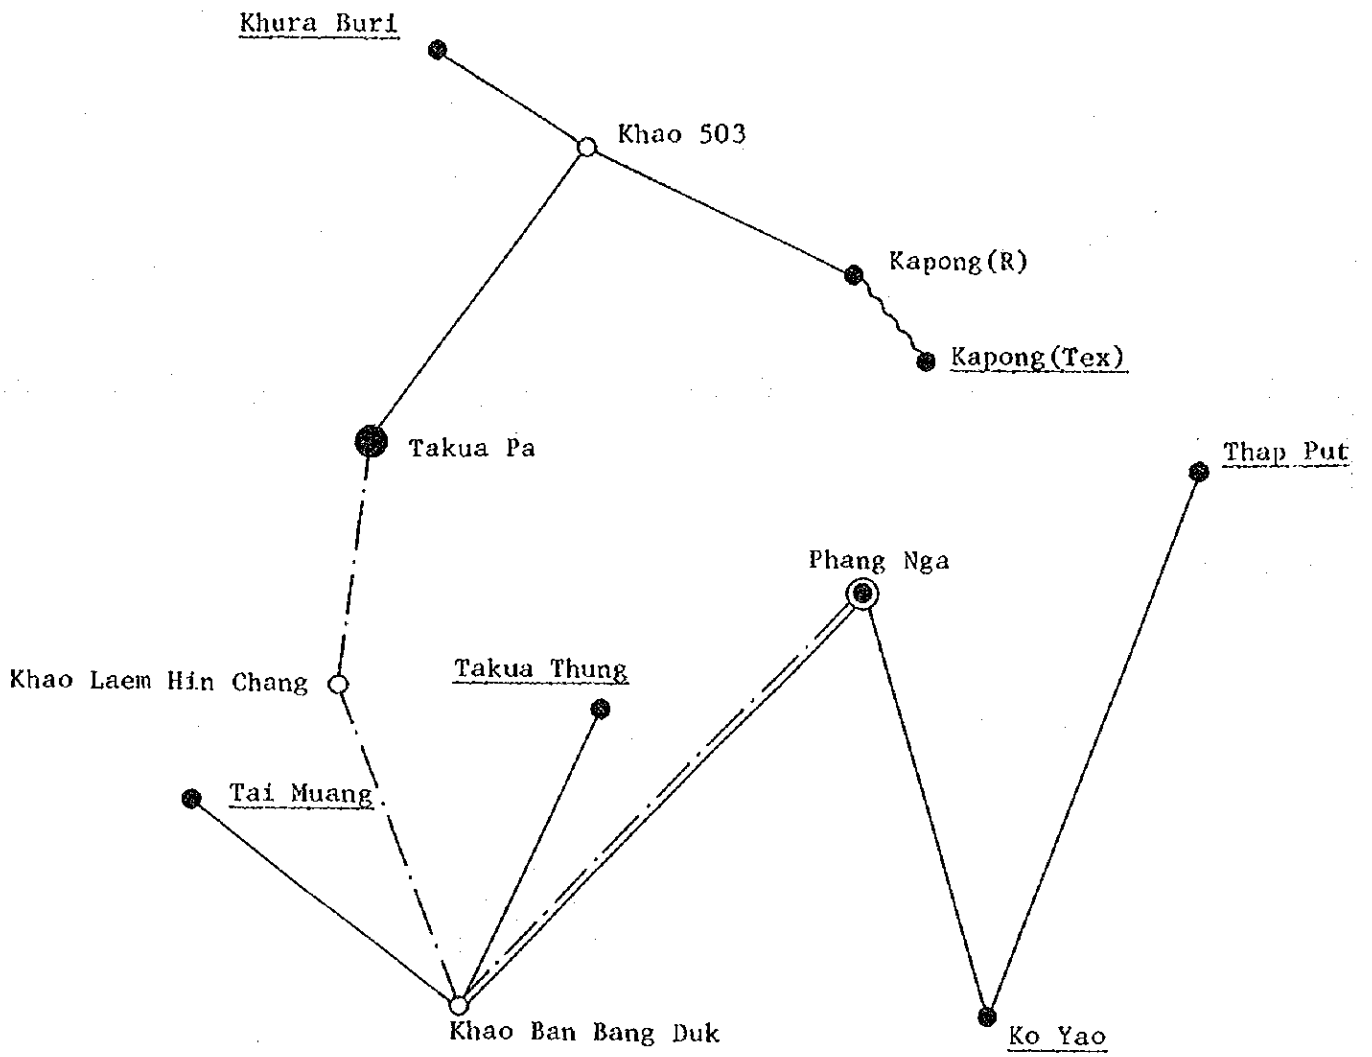 Khura Buri
Khao 503
Kapong(R)
Kapong(Tex)
Takua Pa
Thap Put
Phang Nga
Takua Thung
Khao Laem Hin Chang
Tai Muang
Khao Ban Bang Duk
Ko Yao